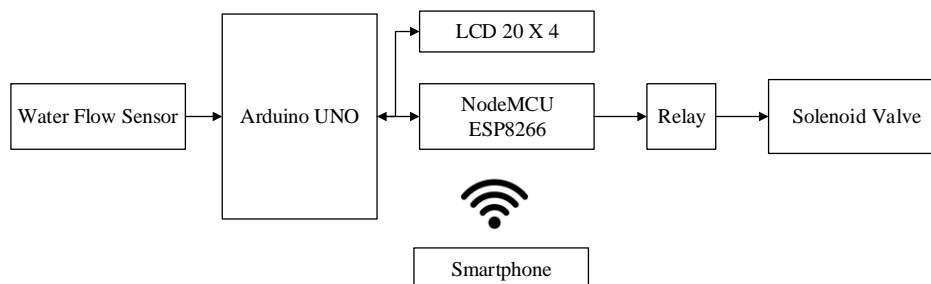 LCD 20 X 4
Water Flow Sensor
Arduino UNO
NodeMCU
ESP8266
Relay
Solenoid Valve
Smartphone